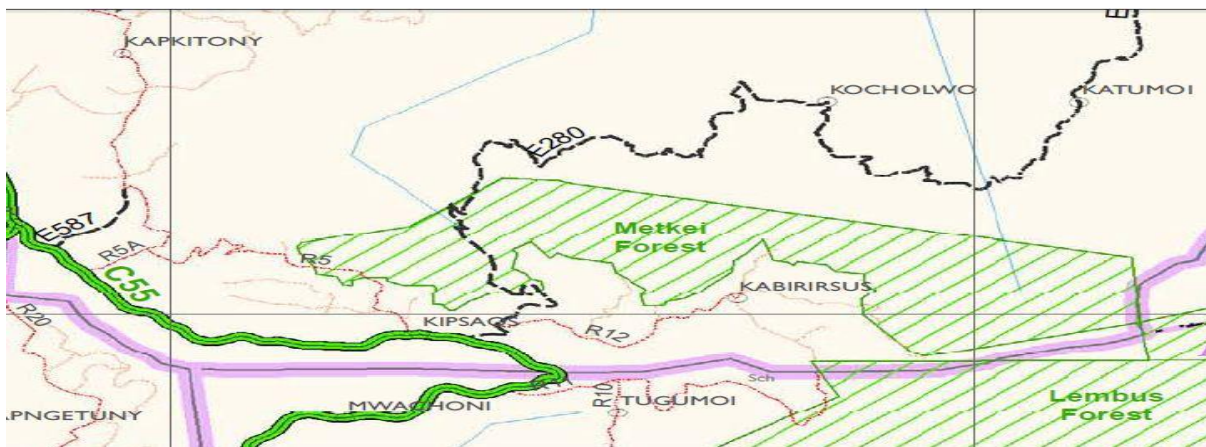 KAPKITONY
KOCHOLWO
KATUMOI
E280
E587
Metkei
Forest
R5A
R5
C55
R20
KABIRIRSUS
KIPSAOS
R12
Sch
R10
MWACHONI
TUGUMOI
APNGETUNY
Lembus
Forest